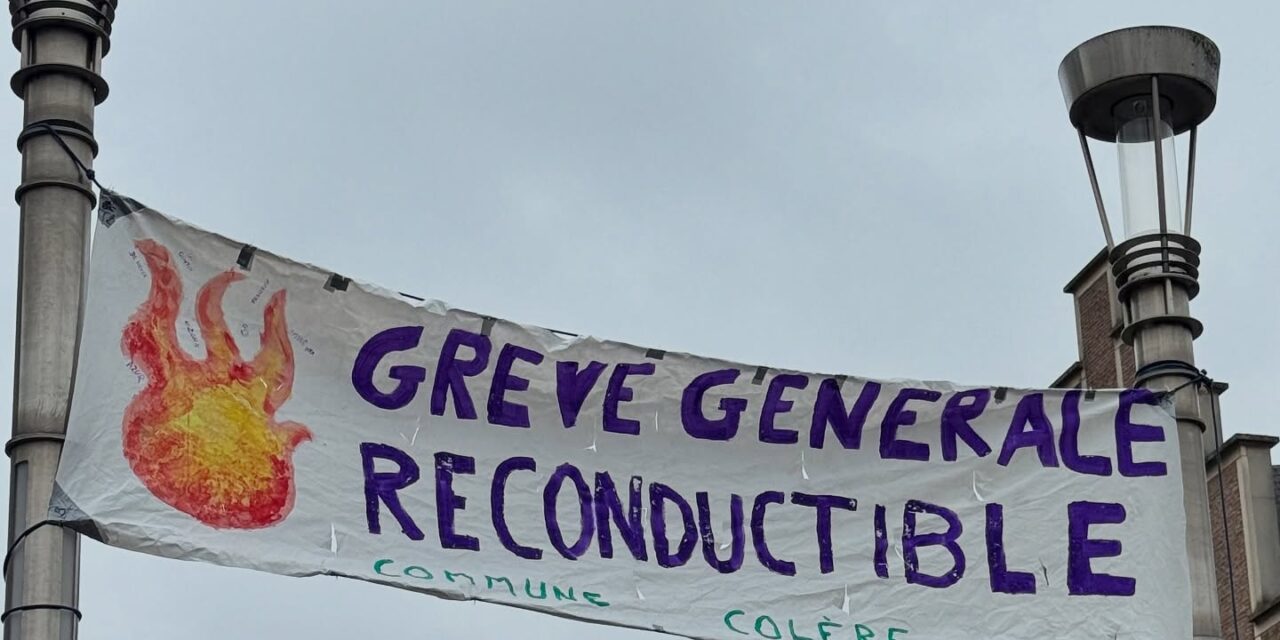 GREVE GENERALE
RECONDUCTIBLE
COMMUNE
COLÈRE